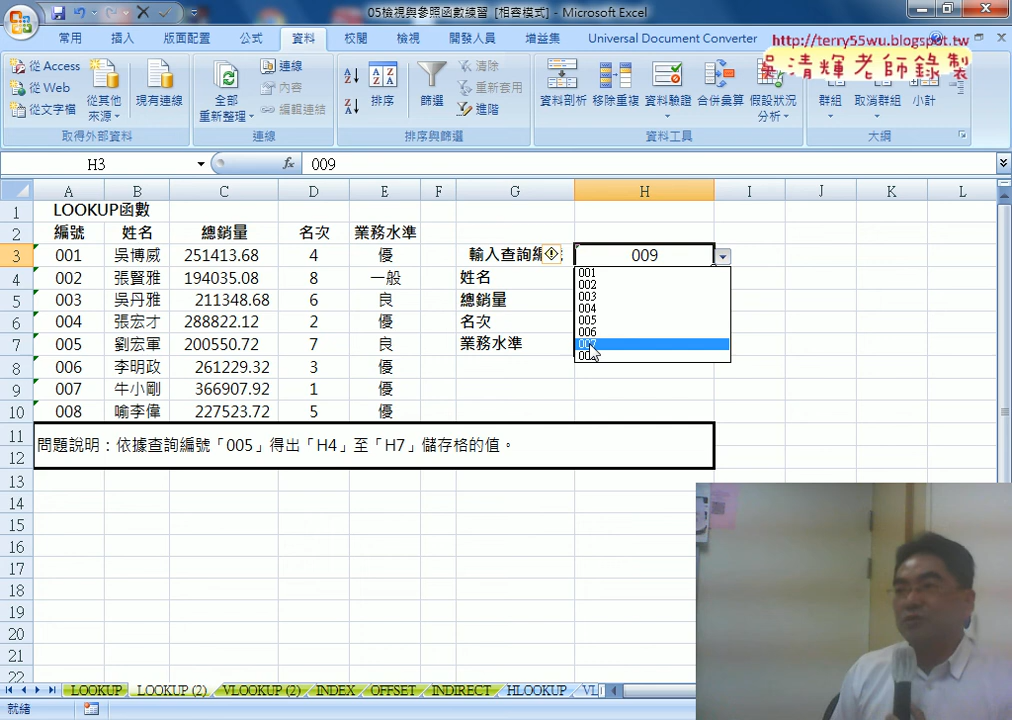 05檢視與參照函數練習 [相容模式] - Microsoft Excel
常用 插入 版面配置 公式 資料 校閱 檢視 開發人員 增益集 Universal Document Converter
http://terry55wu.blogspot.tw
吳清輝老師錄製
從 Access
從 Web
從文字檔
從其他來源
現有連線
取得外部資料
全部重新整理
連線
內容
編輯連結
連線
排序
篩選
清除
重新套用
進階
排序與篩選
資料剖析 移除重複 資料驗證 合併彙算 假設狀況分析
資料工具
群組 取消群組 小計
大綱
H3 fx 009
A B C D E F G H I J K L
1 LOOKUP函數
2 編號 姓名 總銷量 名次 業務水準
3 001 吳博威 251413.68 4 優 輸入查詢編 009
4 002 張賢雅 194035.08 8 一般 姓名
5 003 吳丹雅 211348.68 6 良 總銷量
6 004 張宏才 288822.12 2 優 名次
7 005 劉宏軍 200550.72 7 良 業務水準
8 006 李明政 261229.32 3 優
9 007 牛小剛 366907.92 1 優
10 008 喻李偉 227523.72 5 優
001
002
003
004
005
006
007
11 問題說明：依據查詢編號「005」得出「H4」至「H7」儲存格的值。
12
13
14
15
16
17
18
19
20
21
22
LOOKUP LOOKUP (2) VLOOKUP (2) INDEX OFFSET INDIRECT HLOOKUP VL
就緒